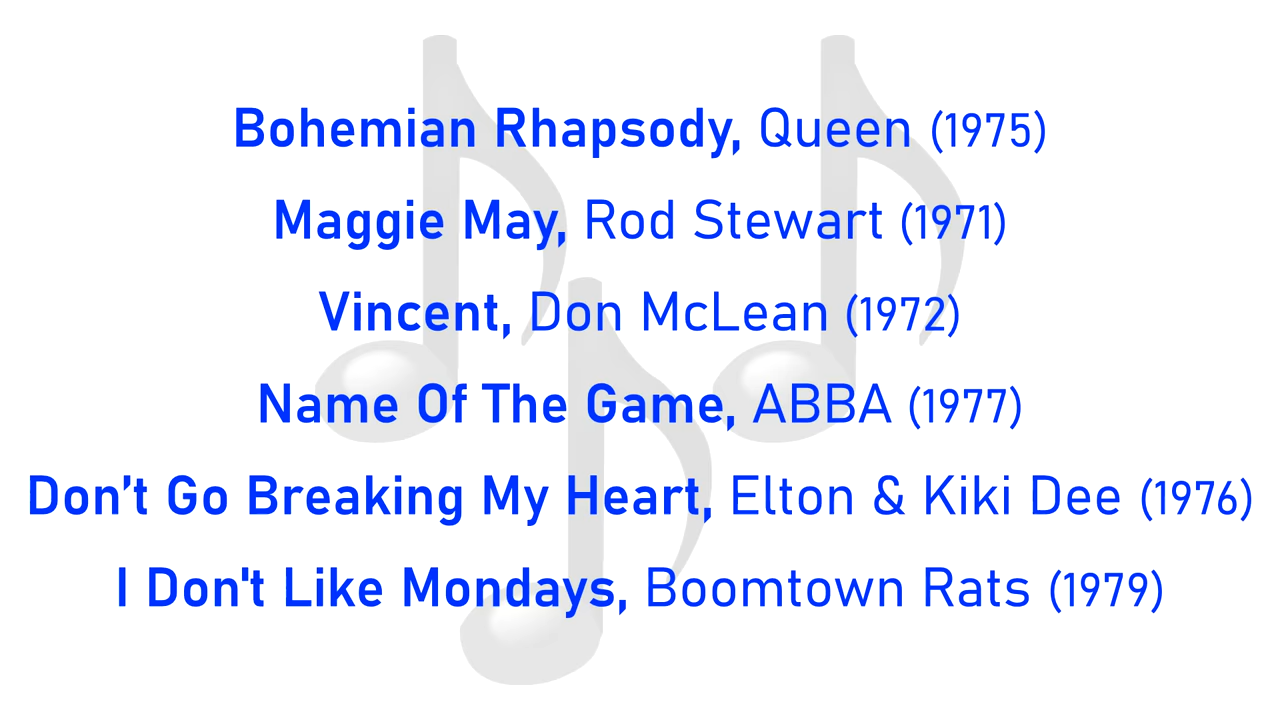 Bohemian Rhapsody, Queen (1975)
Maggie May, Rod Stewart (1971)
Vincent, Don McLean (1972)
Name Of The Game, ABBA (1977)
Don’t Go Breaking My Heart, Elton & Kiki Dee (1976)
I Don't Like Mondays, Boomtown Rats (1979)